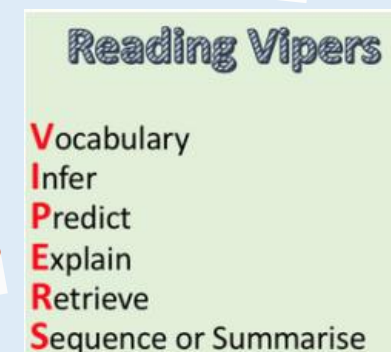 Reading Vipers
Vocabulary
Infer
Predict
Explain
Retrieve
Sequence or Summarise